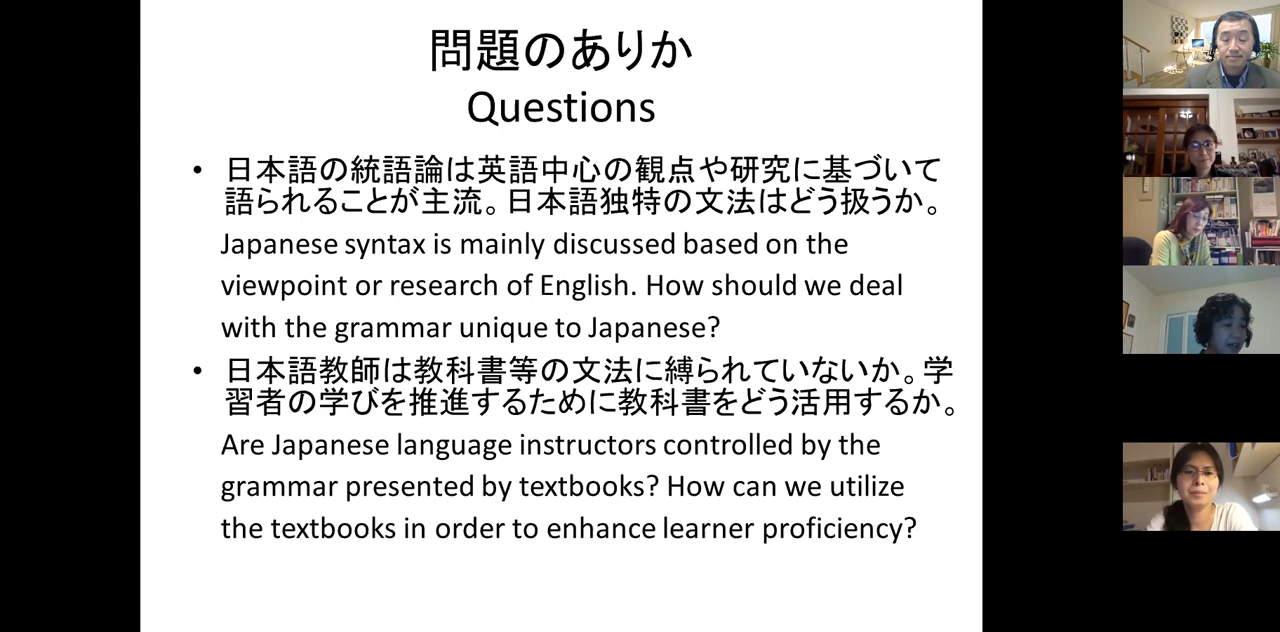 問題のありか
Questions
• 日本語の統語論は英語中心の観点や研究に基づいて
語られることが主流。日本語独特の文法はどう扱うか。
Japanese syntax is mainly discussed based on the
viewpoint or research of English. How should we deal
with the grammar unique to Japanese?
• 日本語教師は教科書等の文法に縛られていないか。学
習者の学びを推進するために教科書をどう活用するか。
Are Japanese language instructors controlled by the
grammar presented by textbooks? How can we utilize
the textbooks in order to enhance learner proficiency?